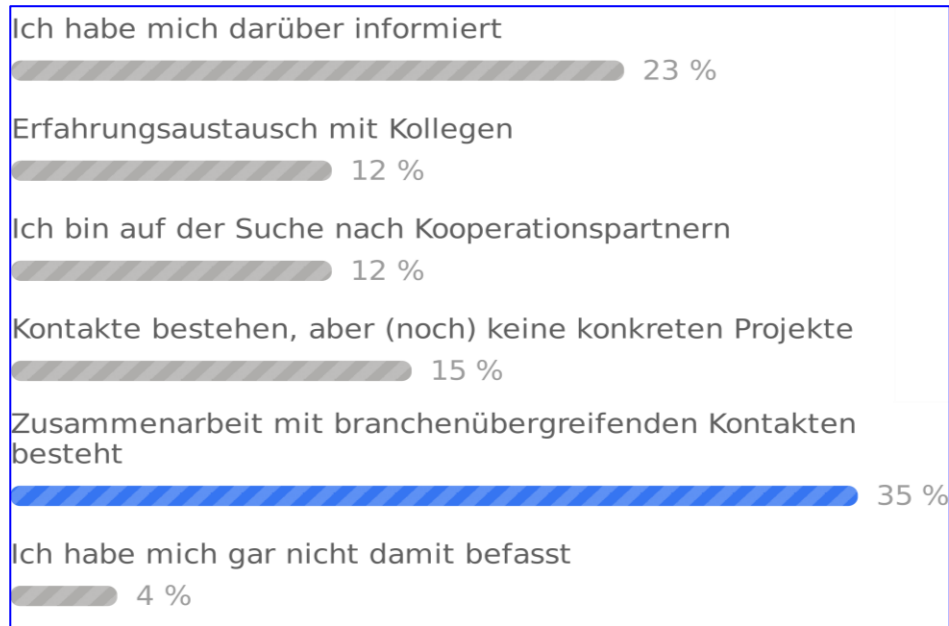 Ich habe mich darüber informiert
23 %
Erfahrungsaustausch mit Kollegen
12 %
Ich bin auf der Suche nach Kooperationspartnern
12 %
Kontakte bestehen, aber (noch) keine konkreten Projekte
15 %
Zusammenarbeit mit branchenübergreifenden Kontakten
besteht
35 %
Ich habe mich gar nicht damit befasst
4 %